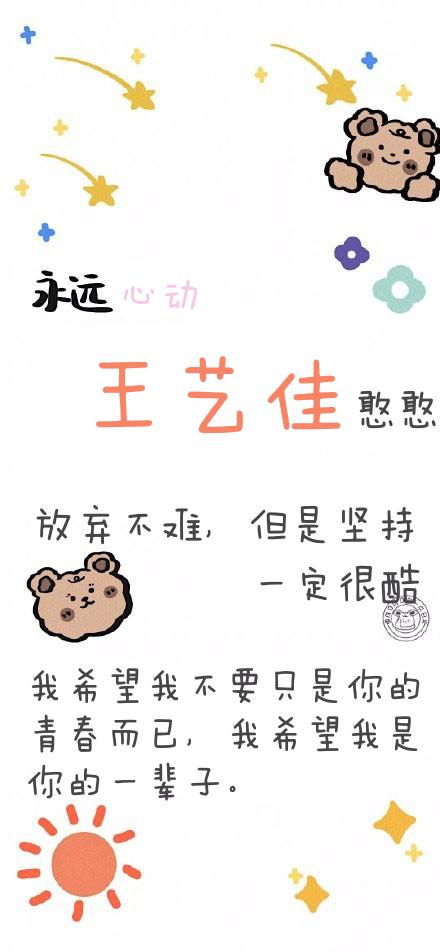 永远 心动
王艺佳 憨憨
放弃不难, 但是坚持
一定很酷
我希望我不要只是你的
青春而已, 我希望我是
你的一辈子。